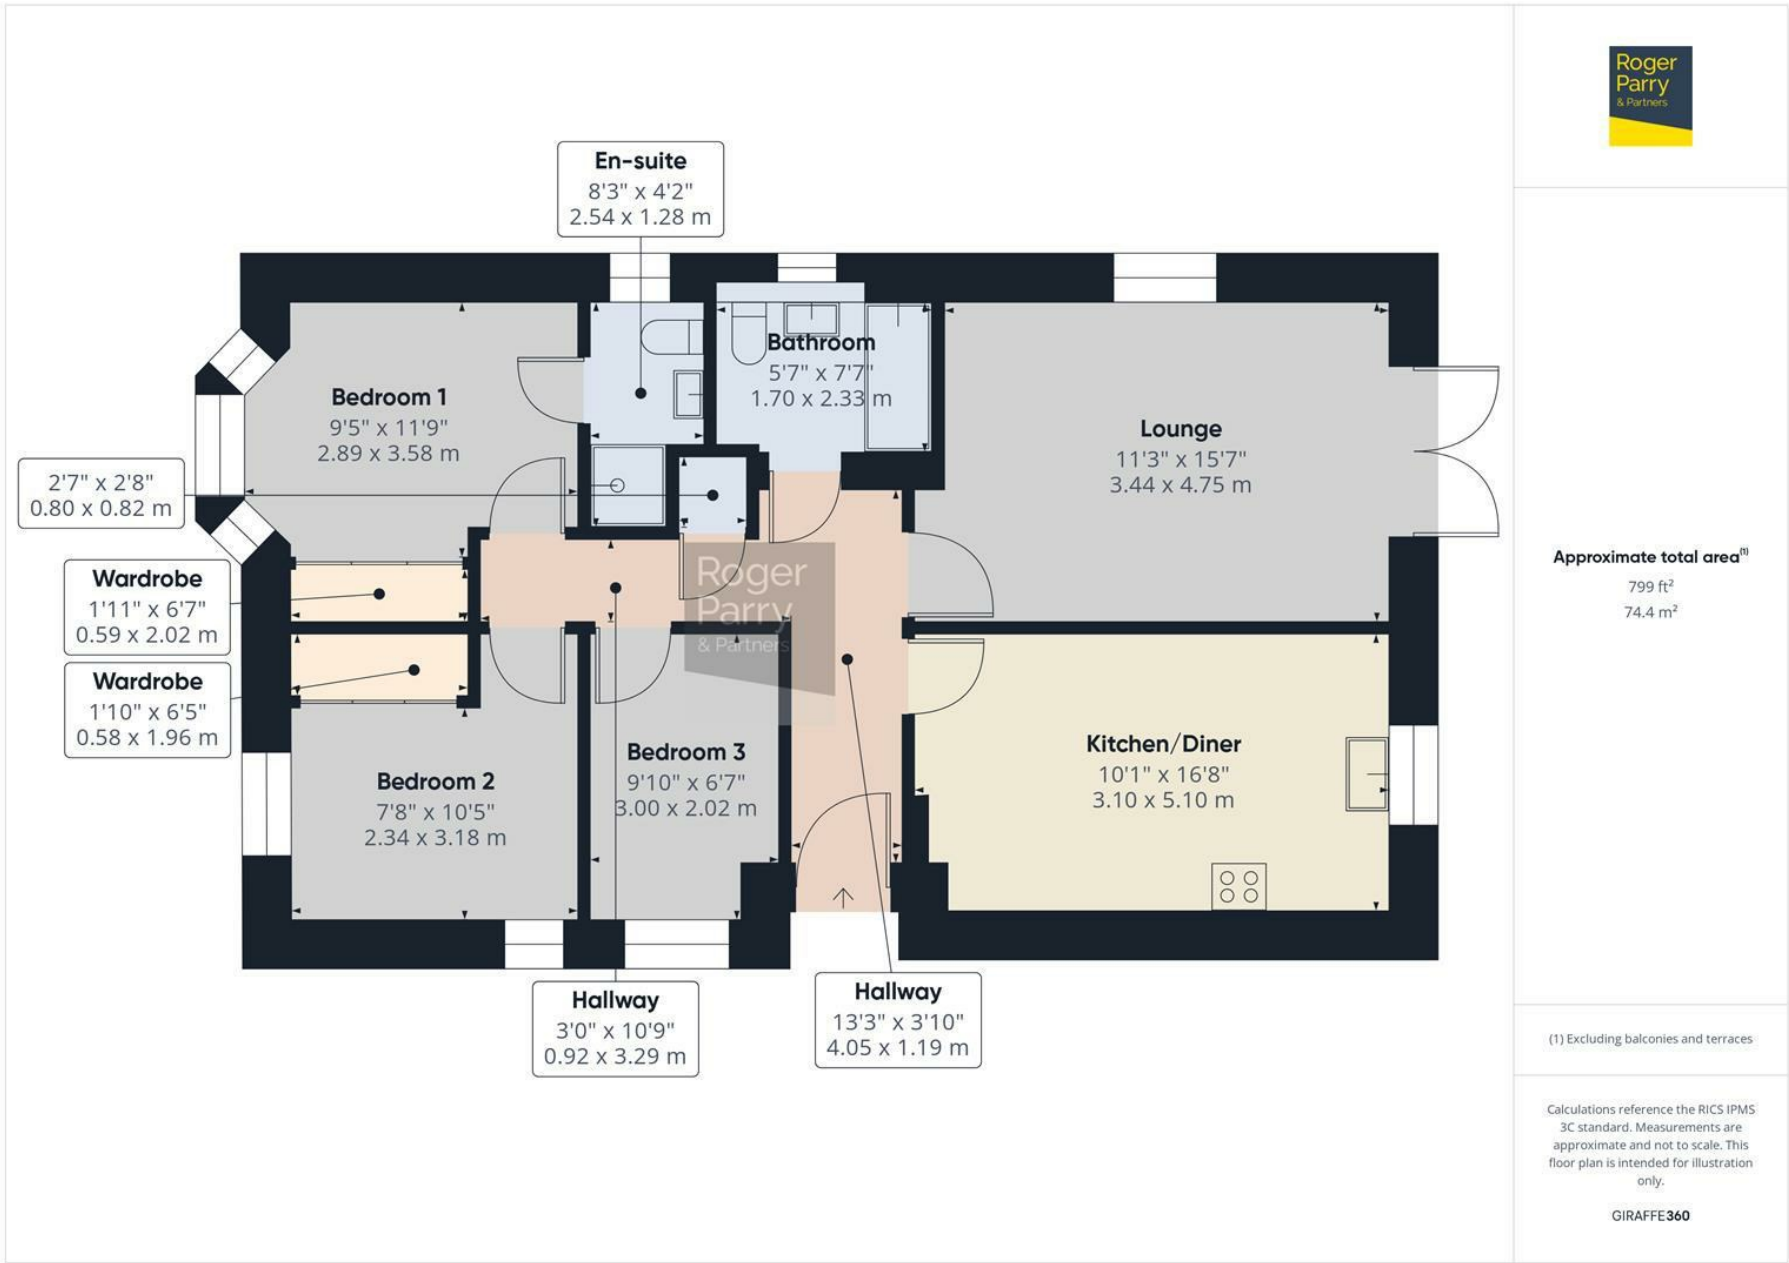 Roger
Parry
& Partners
En-suite
8'3" x 4'2"
2.54 x 1.28 m
Bathroom
5'7" x 7'7"
1.70 x 2.33 m
Bedroom 1
9'5" x 11'9"
2.89 x 3.58 m
Lounge
11'3" x 15'7"
3.44 x 4.75 m
2'7" x 2'8"
0.80 x 0.82 m
Wardrobe
1'11" x 6'7"
0.59 x 2.02 m
Wardrobe
1'10" x 6'5"
0.58 x 1.96 m
Roger
Parry
& Partners
Bedroom 2
7'8" x 10'5"
2.34 x 3.18 m
Bedroom 3
9'10" x 6'7"
3.00 x 2.02 m
Kitchen/Diner
10'1" x 16'8"
3.10 x 5.10 m
Hallway
3'0" x 10'9"
0.92 x 3.29 m
Hallway
13'3" x 3'10"
4.05 x 1.19 m
Approximate total area(1)
799 ft²
74.4 m²
(1) Excluding balconies and terraces
Calculations reference the RICS IPMS
3C standard. Measurements are
approximate and not to scale. This
floor plan is intended for illustration
only.
GIRAFFE360